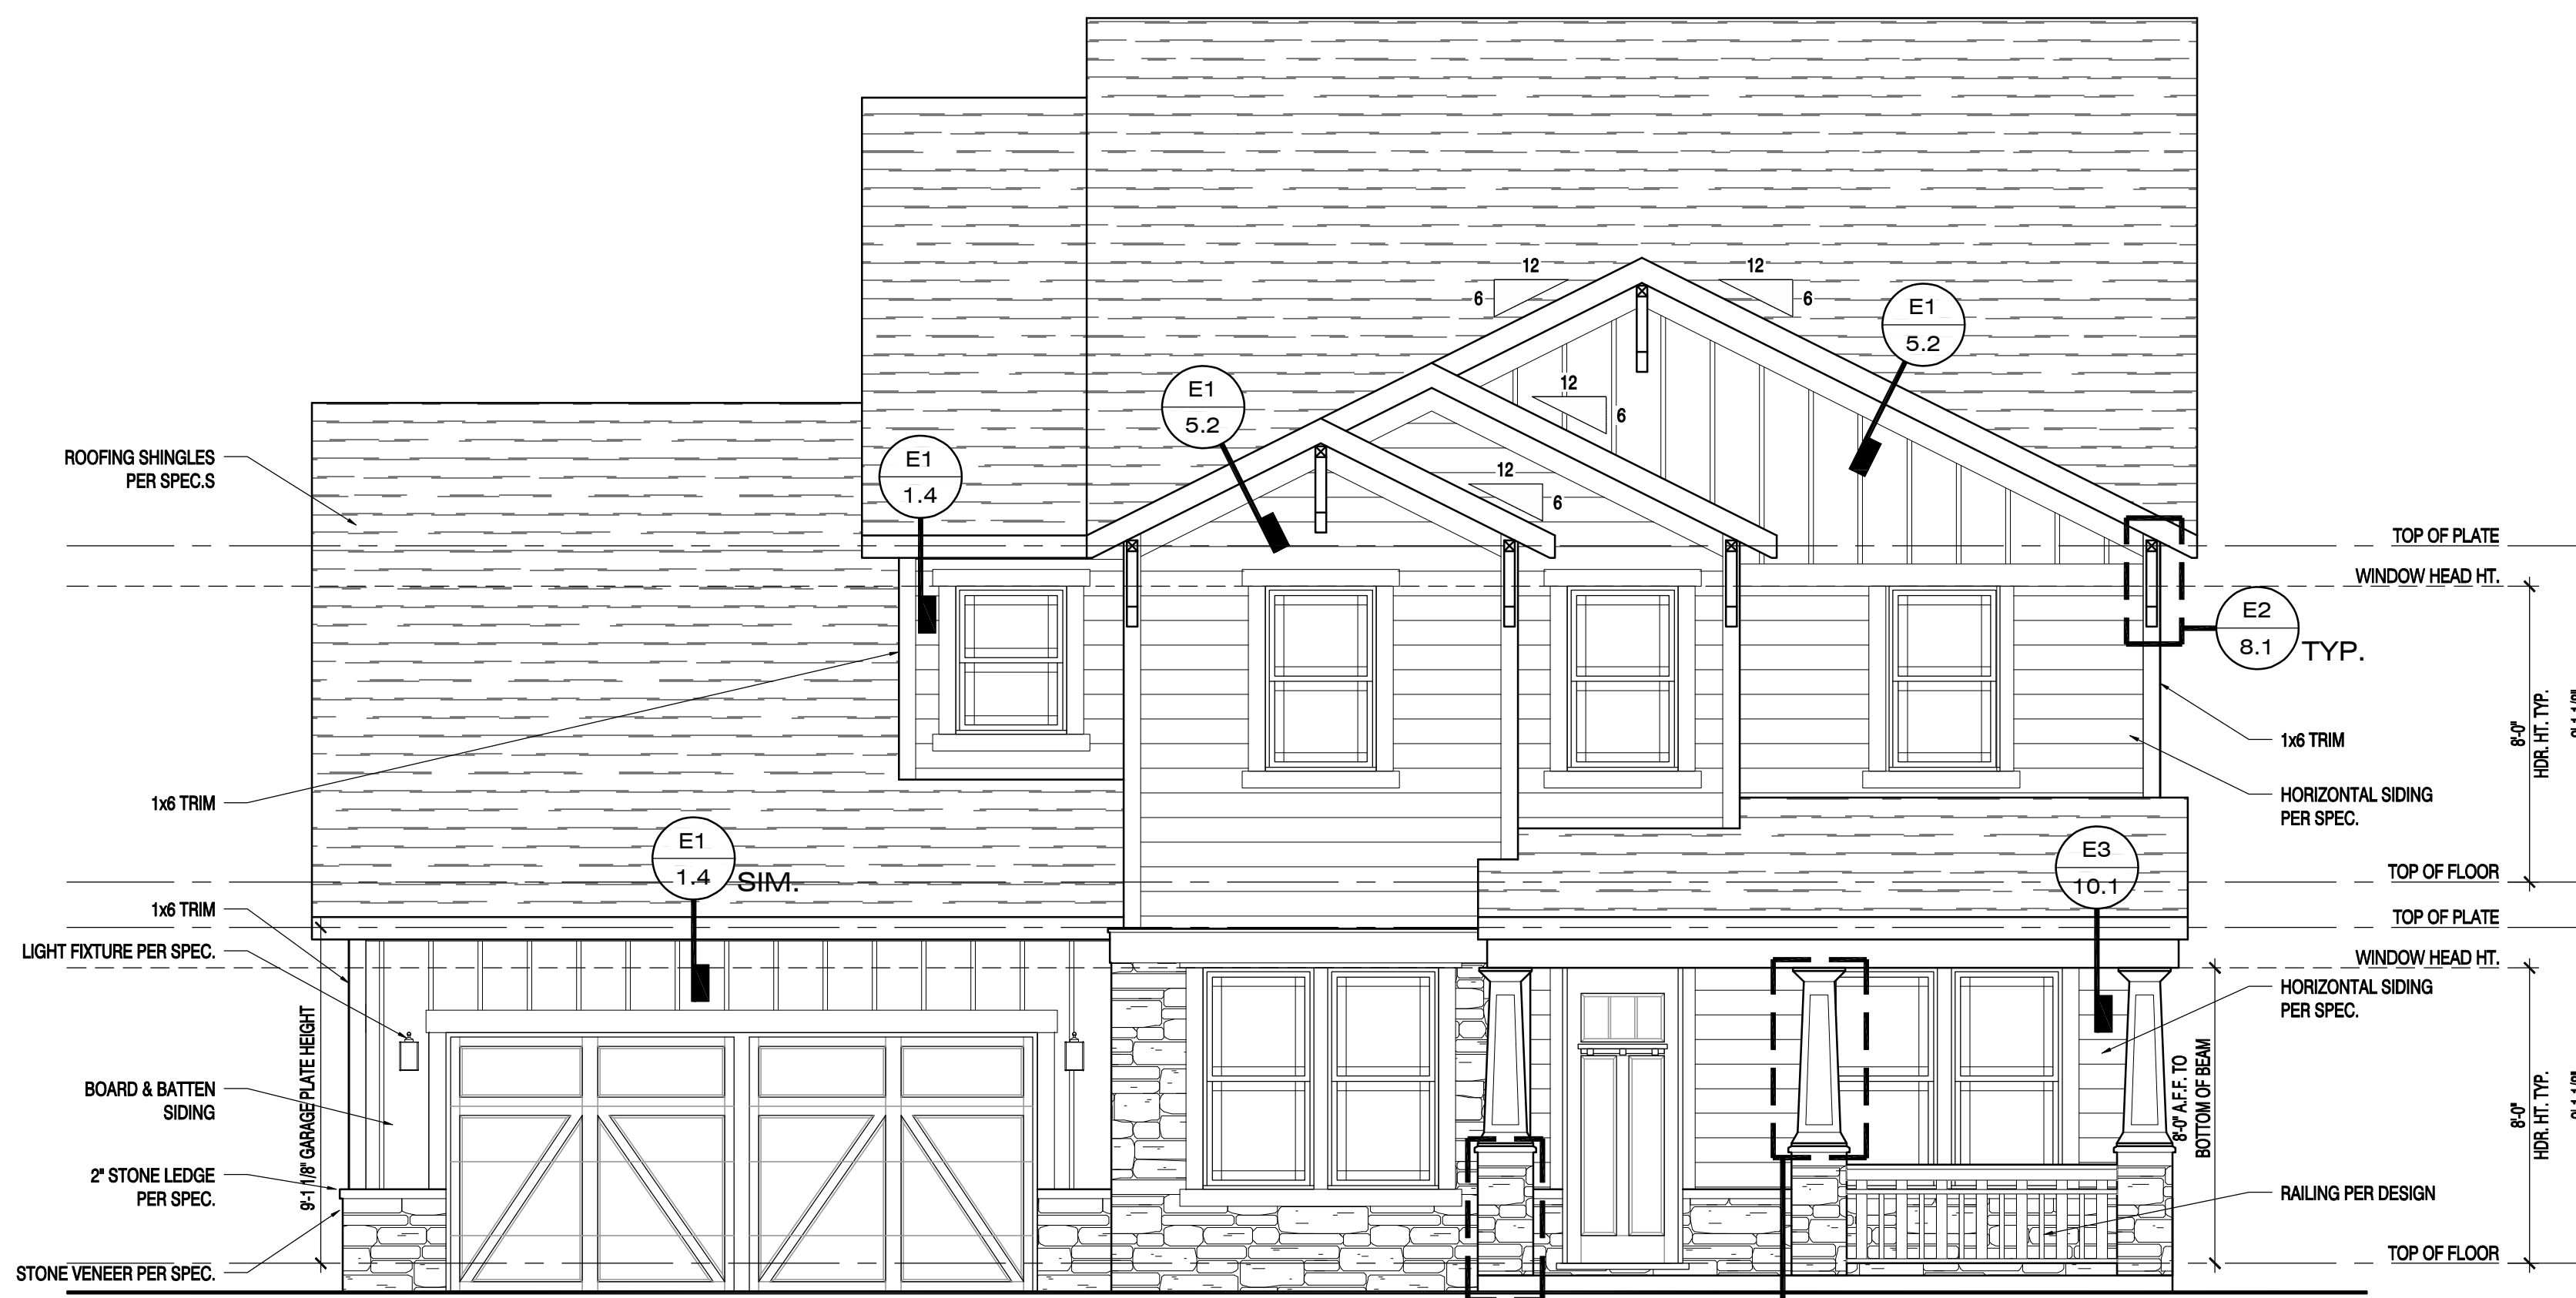 12
12
6
6
E1
5.2
12
6
E1
5.2
E1
1.4
12
6
ROOFING SHINGLES
PER SPEC.S
TOP OF PLATE
WINDOW HEAD HT.
E2
8.1
TYP.
8'-0"
HDR. HT. TYP.
1x6 TRIM
HORIZONTAL SIDING
PER SPEC.
1x6 TRIM
E1
1.4
SIM.
E3
10.1
TOP OF FLOOR
TOP OF PLATE
1x6 TRIM
LIGHT FIXTURE PER SPEC.
WINDOW HEAD HT.
HORIZONTAL SIDING
PER SPEC.
9'-1 1/8" GARAGE PLATE HEIGHT
BOARD & BATTEN
SIDING
8'-0" A.F.F. TO
BOTTOM OF BEAM
8'-0"
HDR. HT. TYP.
2" STONE LEDGE
PER SPEC.
RAILING PER DESIGN
STONE VENEER PER SPEC.
TOP OF FLOOR